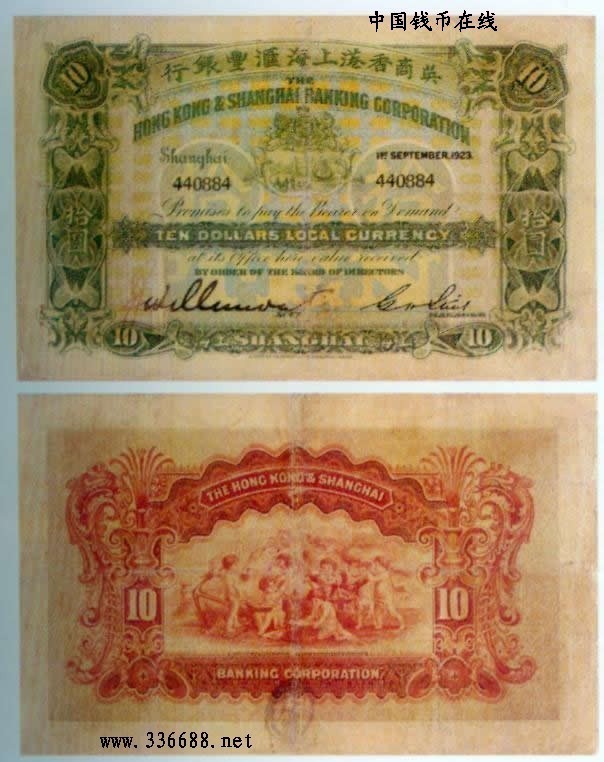 中国钱币在线
10 10
行銀豐滙海上港香商英
THE
HONG KONG & SHANGHAI BANKING CORPORATION
Shanghai 1ST SEPTEMBER, 1923.
440884 440884
Promises to pay the Bearer on Demand
拾圓 拾圓
TEN DOLLARS LOCAL CURRENCY
at its Office here value received
BY ORDER OF THE BOARD OF DIRECTORS
10 SHANGHAI 10
THE HONG KONG & SHANGHAI
10 10
BANKING CORPORATION
www.336688.net